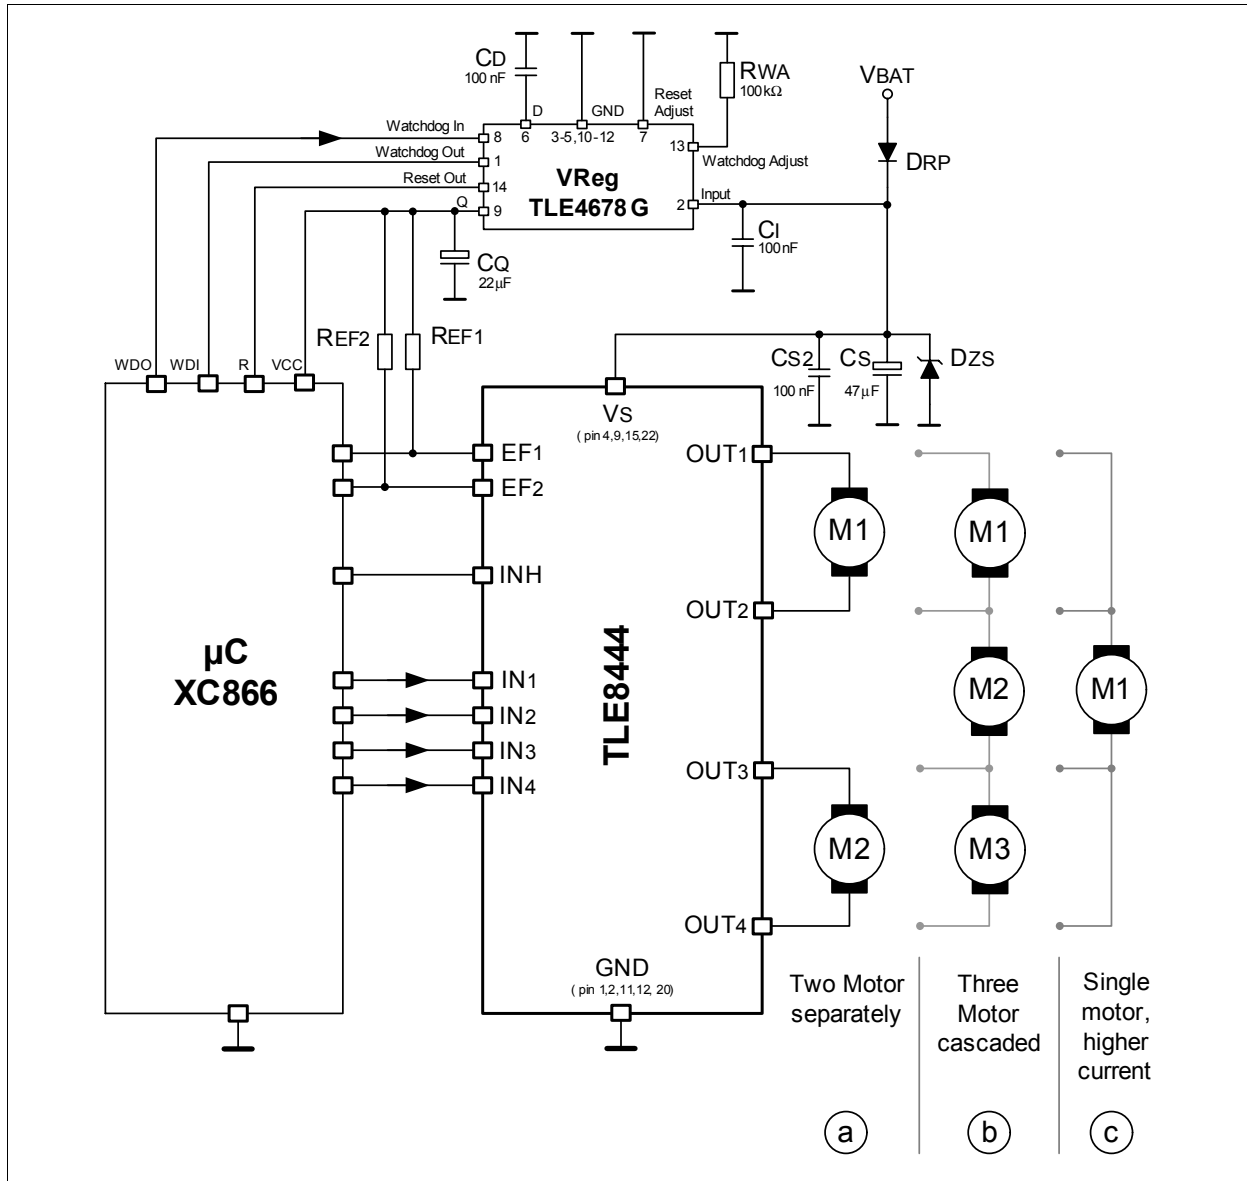 CD
100 nF
RWA
100kΩ
VBAT
D
GND
Reset
Adjust
Watchdog In
8
6
3-5,10-12
7
13
DRP
Watchdog Out
1
Watchdog Adjust
Reset Out
14
VReg
TLE4678 G
Q
9
2
Input
CI
100nF
CQ
22µF
REF2
REF1
WDO
WDI
R
VCC
CS2
100 nF
CS
47µF
DZS
VS
( pin 4,9,15,22)
EF1
EF2
OUT1
M1
M1
INH
OUT2
µC
XC866
TLE8444
IN1
IN2
IN3
IN4
M2
M1
OUT3
M2
M3
OUT4
GND
( pin 1,2,11,12, 20)
Two Motor
separately
Three
Motor
cascaded
Single
motor,
higher
current
a
b
c